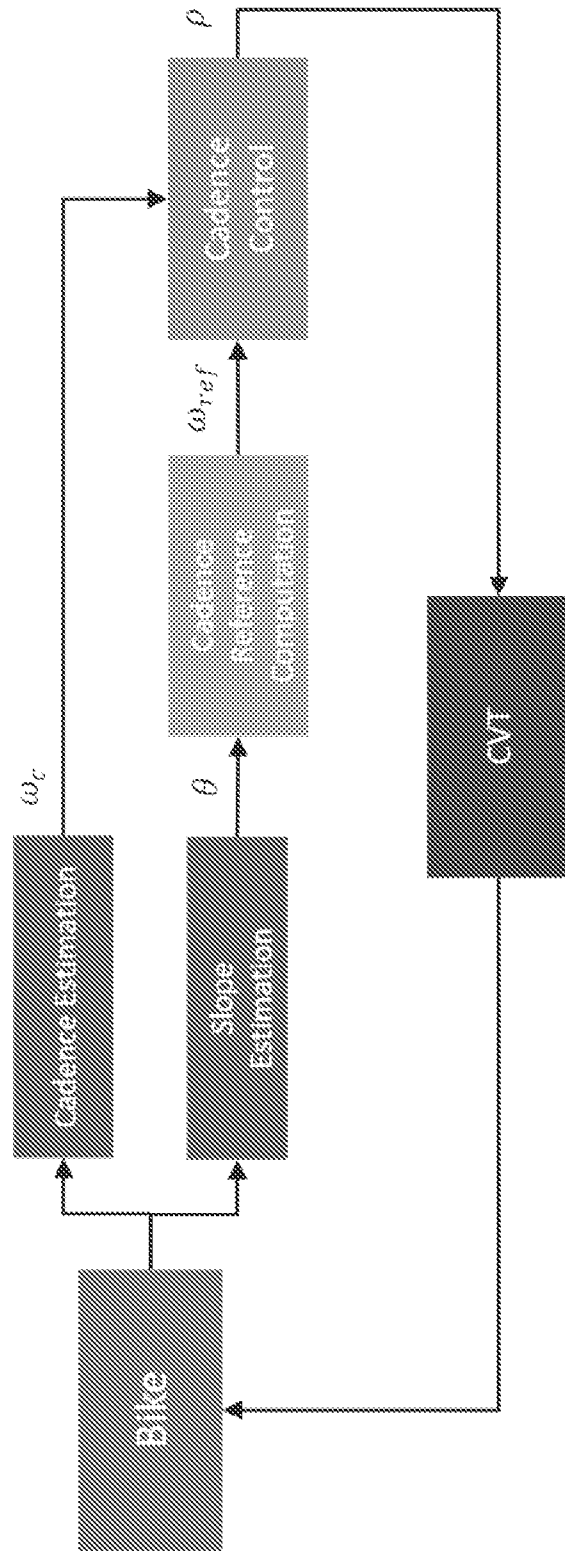 Bike
Cadence Estimation
ω_c
Slope
Estimation
θ
Cadence
Reference
Computation
ω_ref
Cadence
Control
ρ
CVT